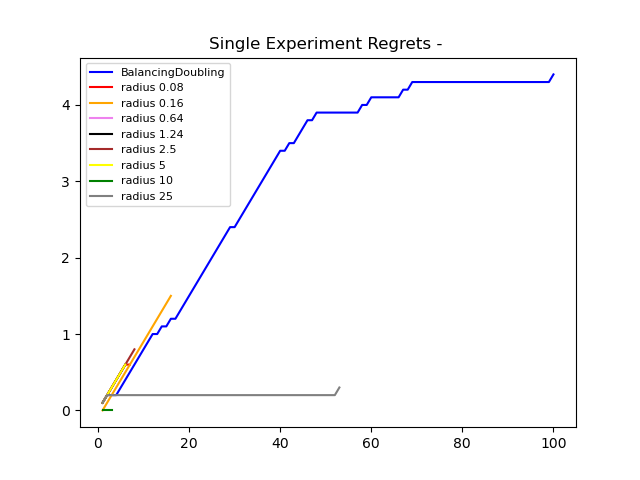 Single Experiment Regrets -
BalancingDoubling
radius 0.08
radius 0.16
radius 0.64
radius 1.24
radius 2.5
radius 5
radius 10
radius 25
4
3
2
1
0
0 20 40 60 80 100